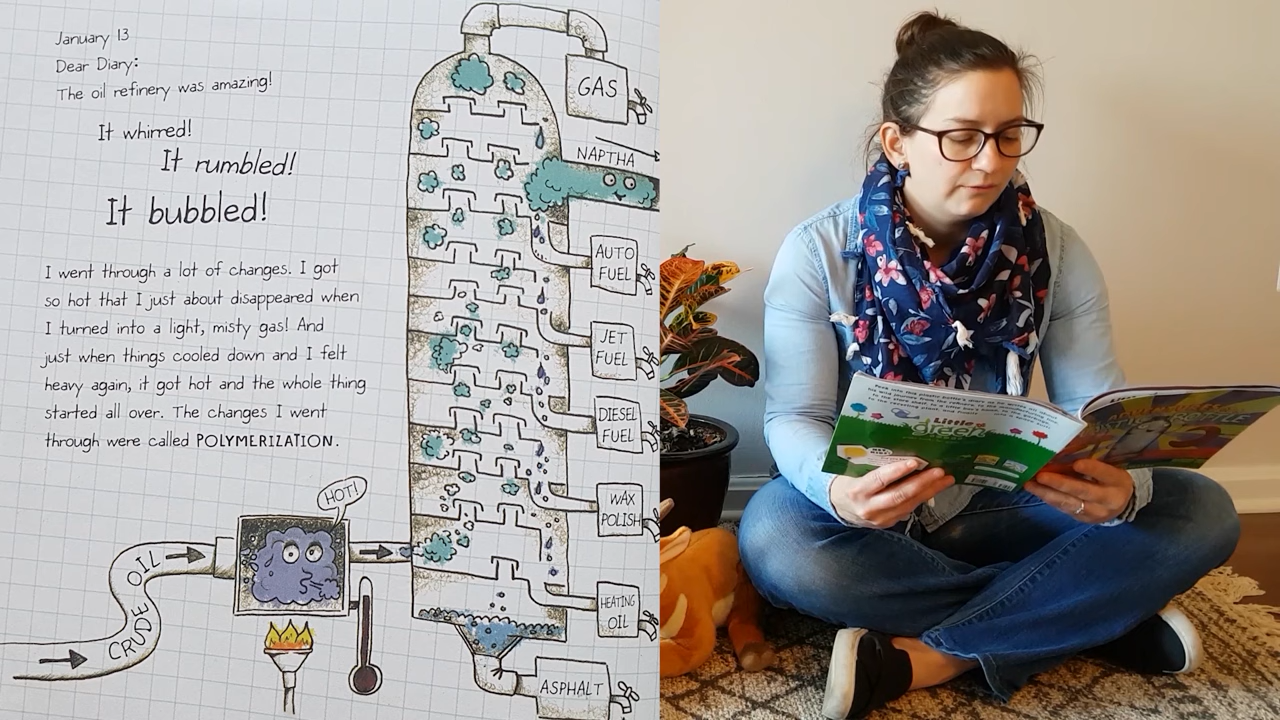 January 13
Dear Diary:
The oil refinery was amazing!
It whirred!
It rumbled!
It bubbled!
I went through a lot of changes. I got
so hot that I just about disappeared when
I turned into a light, misty gas! And
just when things cooled down and I felt
heavy again, it got hot and the whole thing
started all over. The changes I went
through were called POLYMERIZATION.
HOT!
CRUDE OIL
GAS
NAPTHA
AUTO
FUEL
JET
FUEL
DIESEL
FUEL
WAX
POLISH
HEATING
OIL
ASPHALT
Little
green